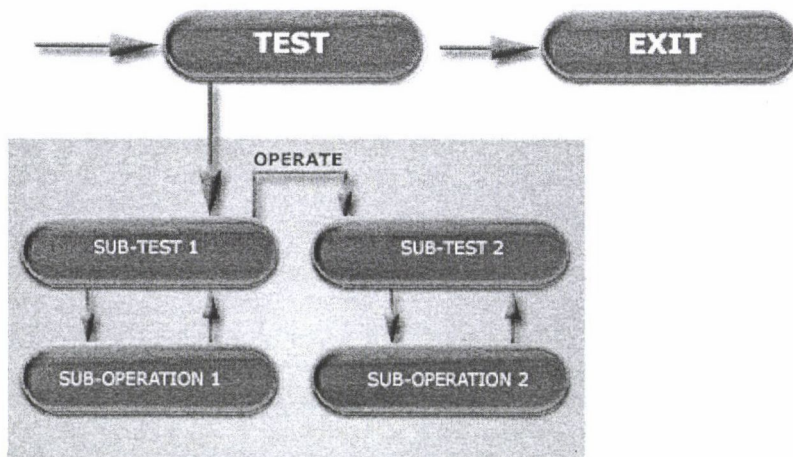 TEST
EXIT
OPERATE
SUB-TEST 1
SUB-TEST 2
SUB-OPERATION 1
SUB-OPERATION 2